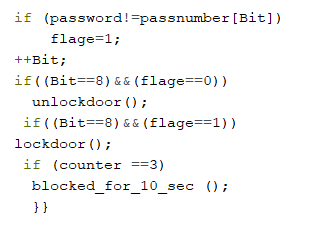 if (password!=passnumber[Bit])
flage=1;
++Bit;
if((Bit==8)&&(flage==0))
unlockdoor();
if((Bit==8)&&(flage==1))
lockdoor();
if (counter ==3)
blocked_for_10_sec ();
}}